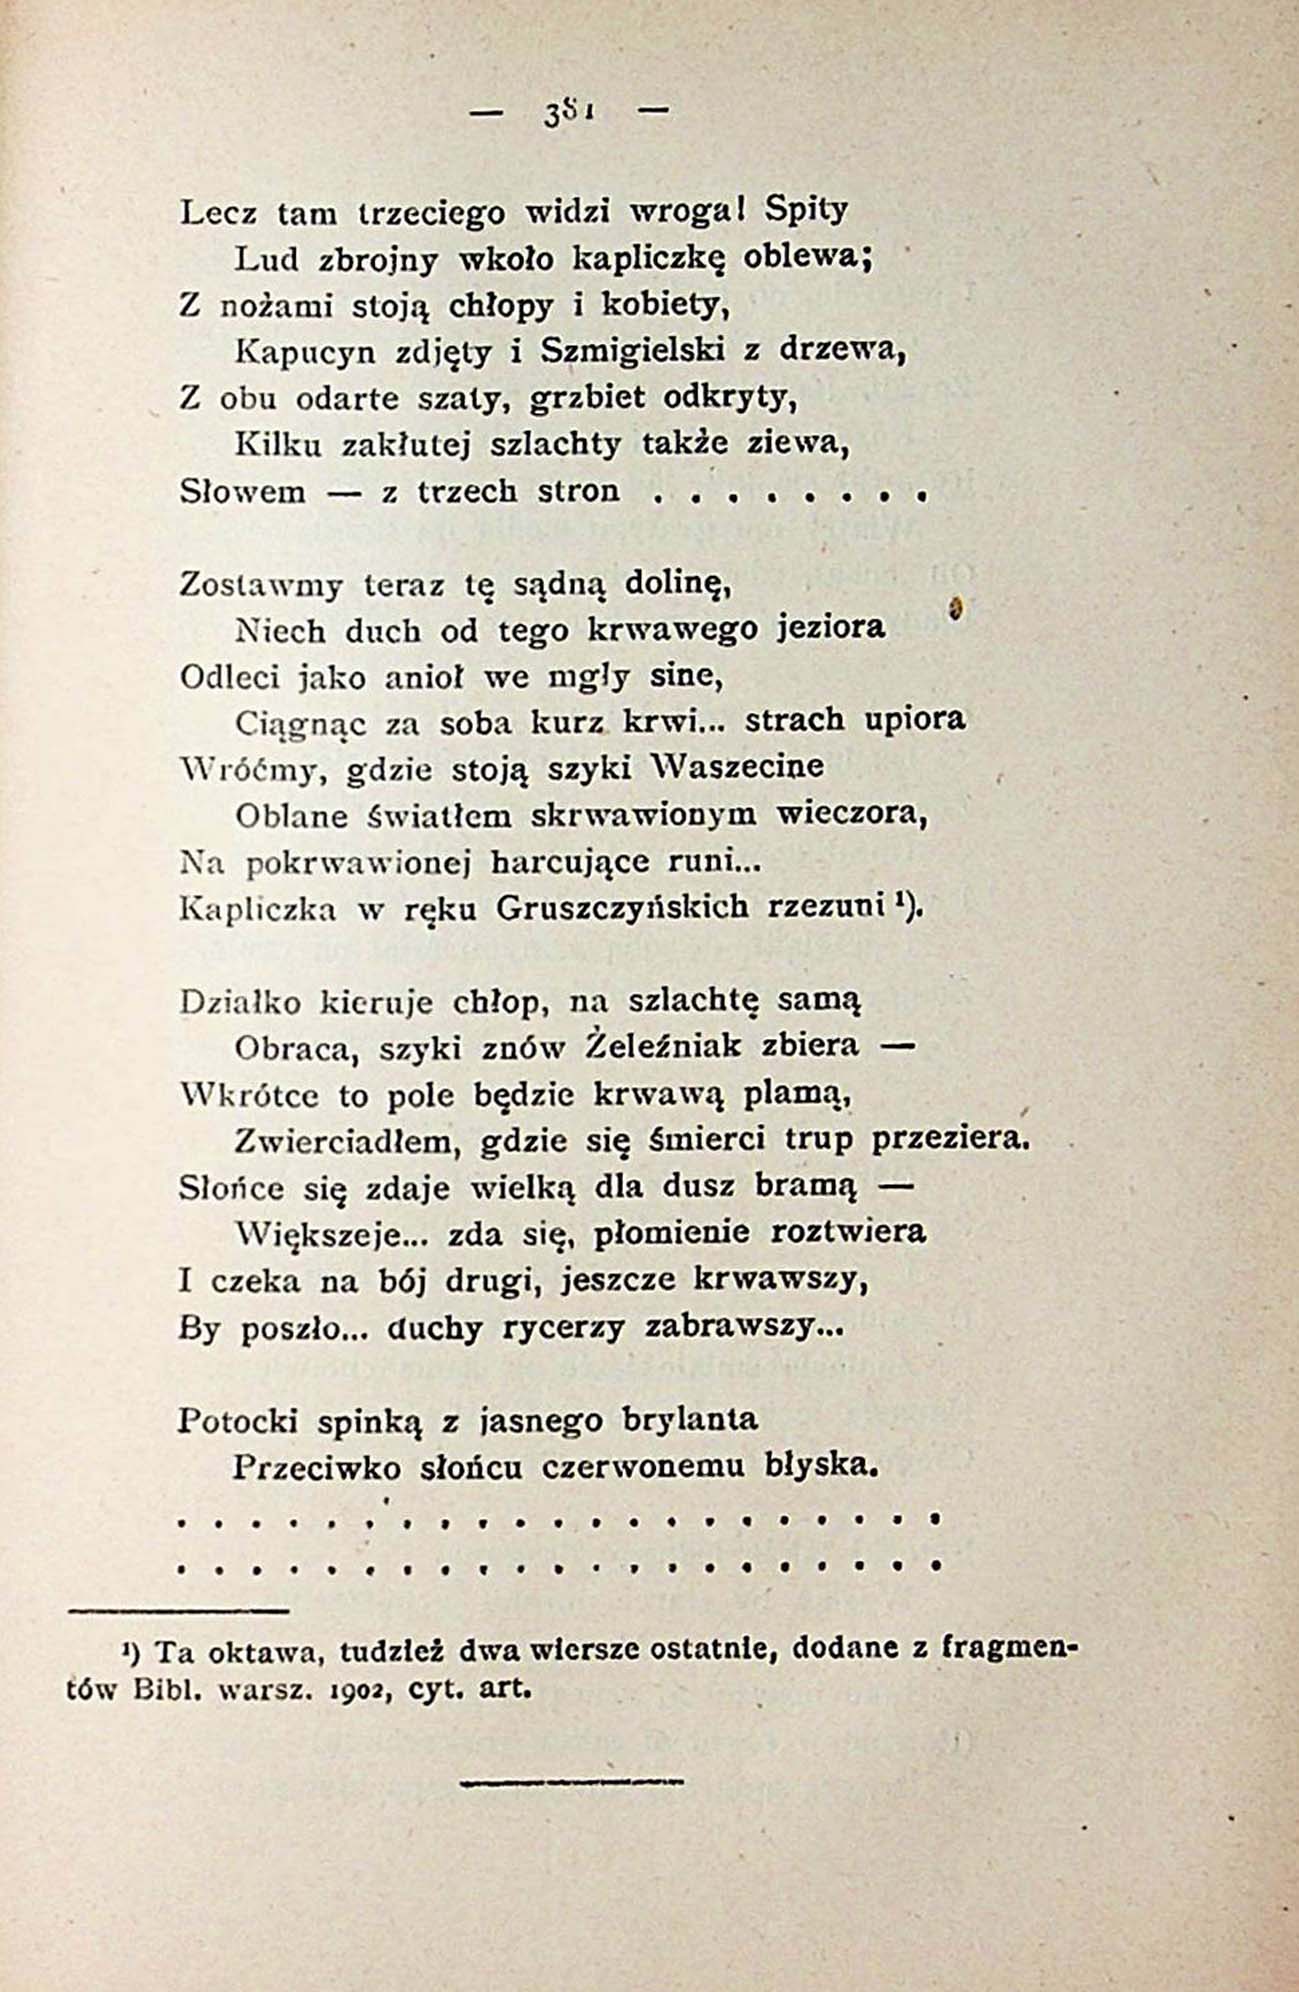 — 381 —
Lecz tam trzeciego widzi wroga! Spity
Lud zbrojny wkoło kapliczkę oblewa;
Z nożami stoją chłopy i kobiety,
Kapucyn zdjęty i Szmigielski z drzewa,
Z obu odarte szaty, grzbiet odkryty,
Kilku zakłutej szlachty także ziewa,
Słowem — z trzech stron . . . . . . . .
Zostawmy teraz tę sądną dolinę,
Niech duch od tego krwawego jeziora
Odleci jako anioł we mgły sine,
Ciągnąc za soba kurz krwi... strach upiora
Wróćmy, gdzie stoją szyki Waszecine
Oblane światłem skrwawionym wieczora,
Na pokrwawionej harcujące runi...
Kapliczka w ręku Gruszczyńskich rzezuni ¹).
Działko kieruje chłop, na szlachtę samą
Obraca, szyki znów Żeleźniak zbiera —
Wkrótce to pole będzie krwawą plamą,
Zwierciadłem, gdzie się śmierci trup przeziera.
Słońce się zdaje wielką dla dusz bramą —
Większeje... zda się, płomienie roztwiera
I czeka na bój drugi, jeszcze krwawszy,
By poszło... duchy rycerzy zabrawszy...
Potocki spinką z jasnego brylanta
Przeciwko słońcu czerwonemu błyska.
. . . . . . . . . . . . . . . . . . . . .
. . . . . . . . . . . . . . . . . . . . .
¹) Ta oktawa, tudzież dwa wiersze ostatnie, dodane z fragmen-
tów Bibl. warsz. 1902, cyt. art.